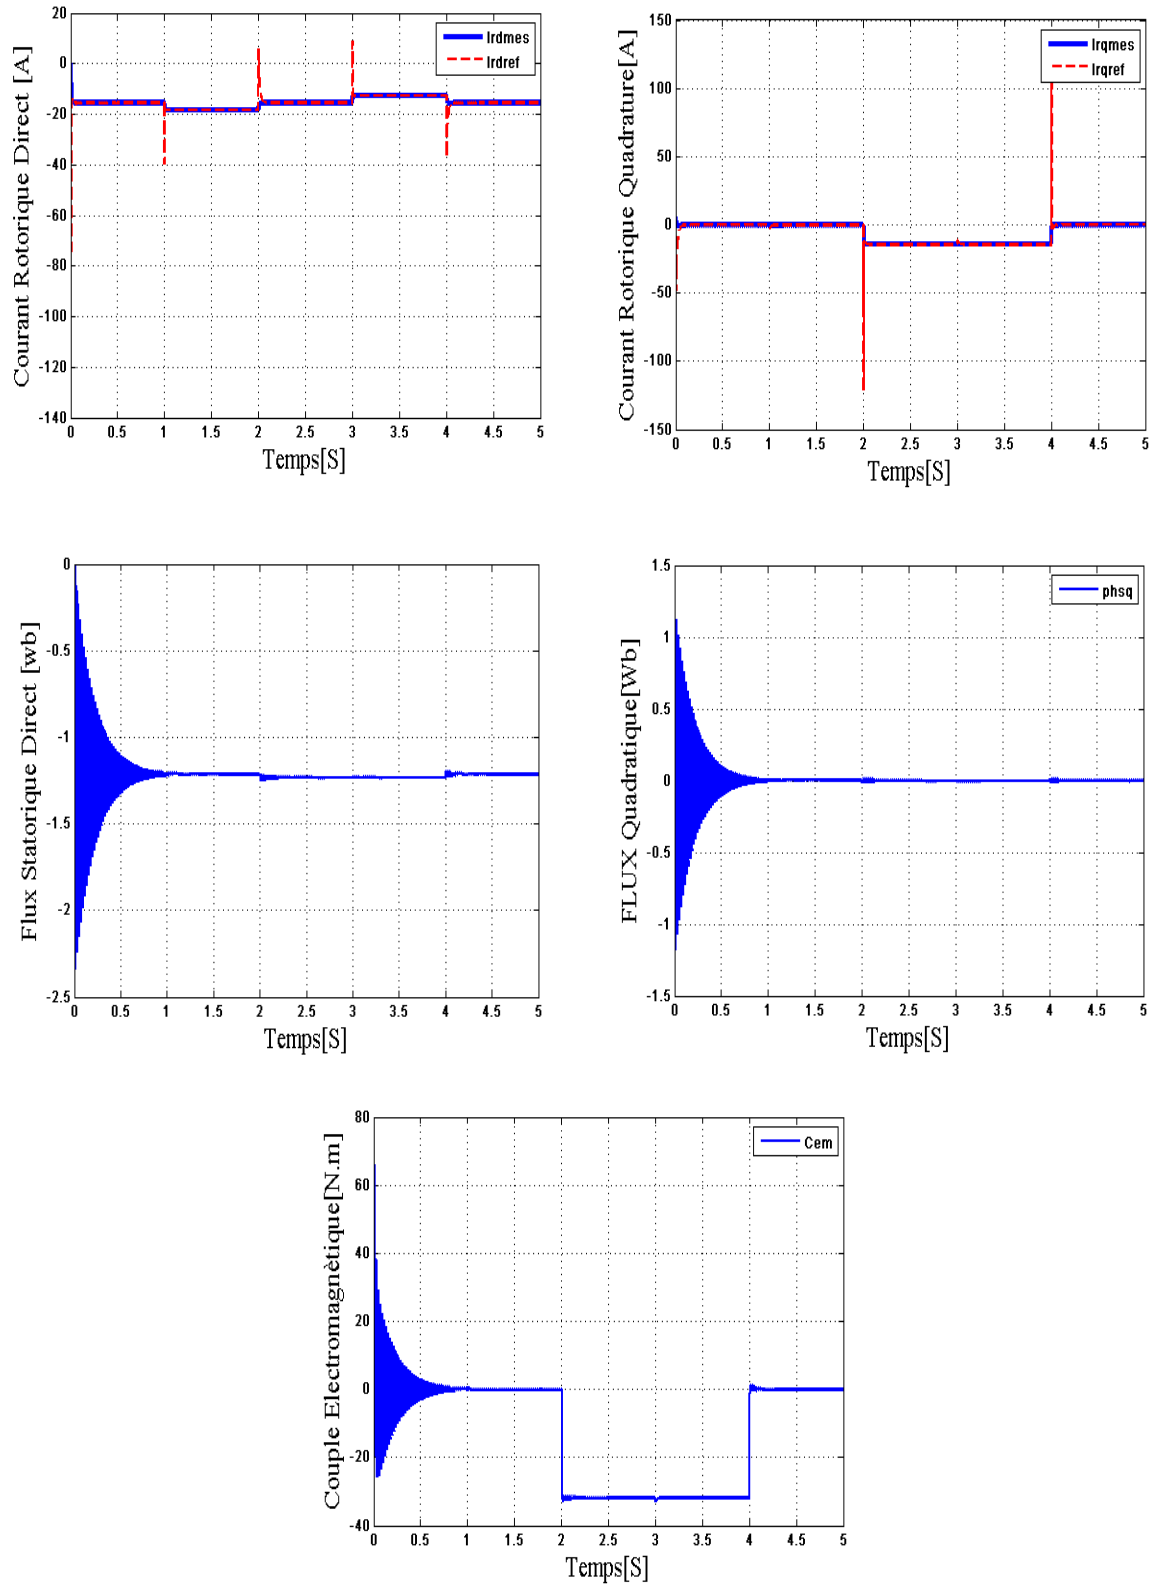 Courant Rotorique Direct [A]
20
0
-20
-40
-60
-80
-100
-120
-140
Irdmes
Irdref
0 0.5 1 1.5 2 2.5 3 3.5 4 4.5 5
Temps[S]
Courant Rotorique Quadrature[A]
150
100
50
0
-50
-100
-150
Irqmes
Irqref
0 0.5 1 1.5 2 2.5 3 3.5 4 4.5 5
Temps[S]
Flux Statorique Direct [wb]
0
-0.5
-1
-1.5
-2
-2.5
0 0.5 1 1.5 2 2.5 3 3.5 4 4.5 5
Temps[S]
FLUX Quadratique[Wb]
1.5
1
0.5
0
-0.5
-1
-1.5
phsq
0 0.5 1 1.5 2 2.5 3 3.5 4 4.5 5
Temps[S]
Couple Electromagnètique[N.m]
80
60
40
20
0
-20
-40
Cem
0 0.5 1 1.5 2 2.5 3 3.5 4 4.5 5
Temps[S]